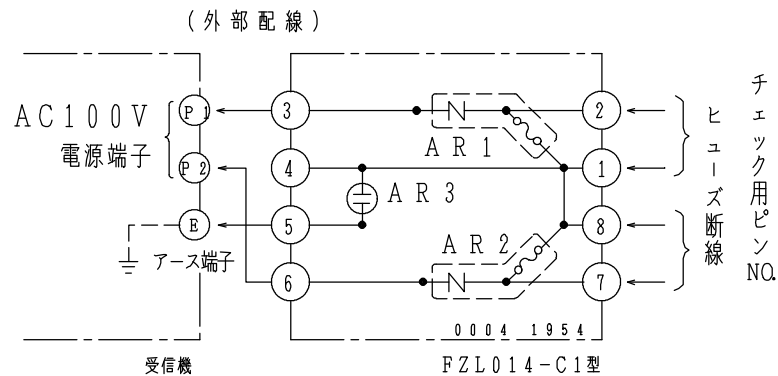 (外部配線)
AC100V
電源端子
P1
P2
E
アース端子
受信機
3
4
5
6
AR1
AR3
AR2
2
1
8
7
0004 1954
FZL014-C1型
ヒューズ断線
チェック用ピンNO.